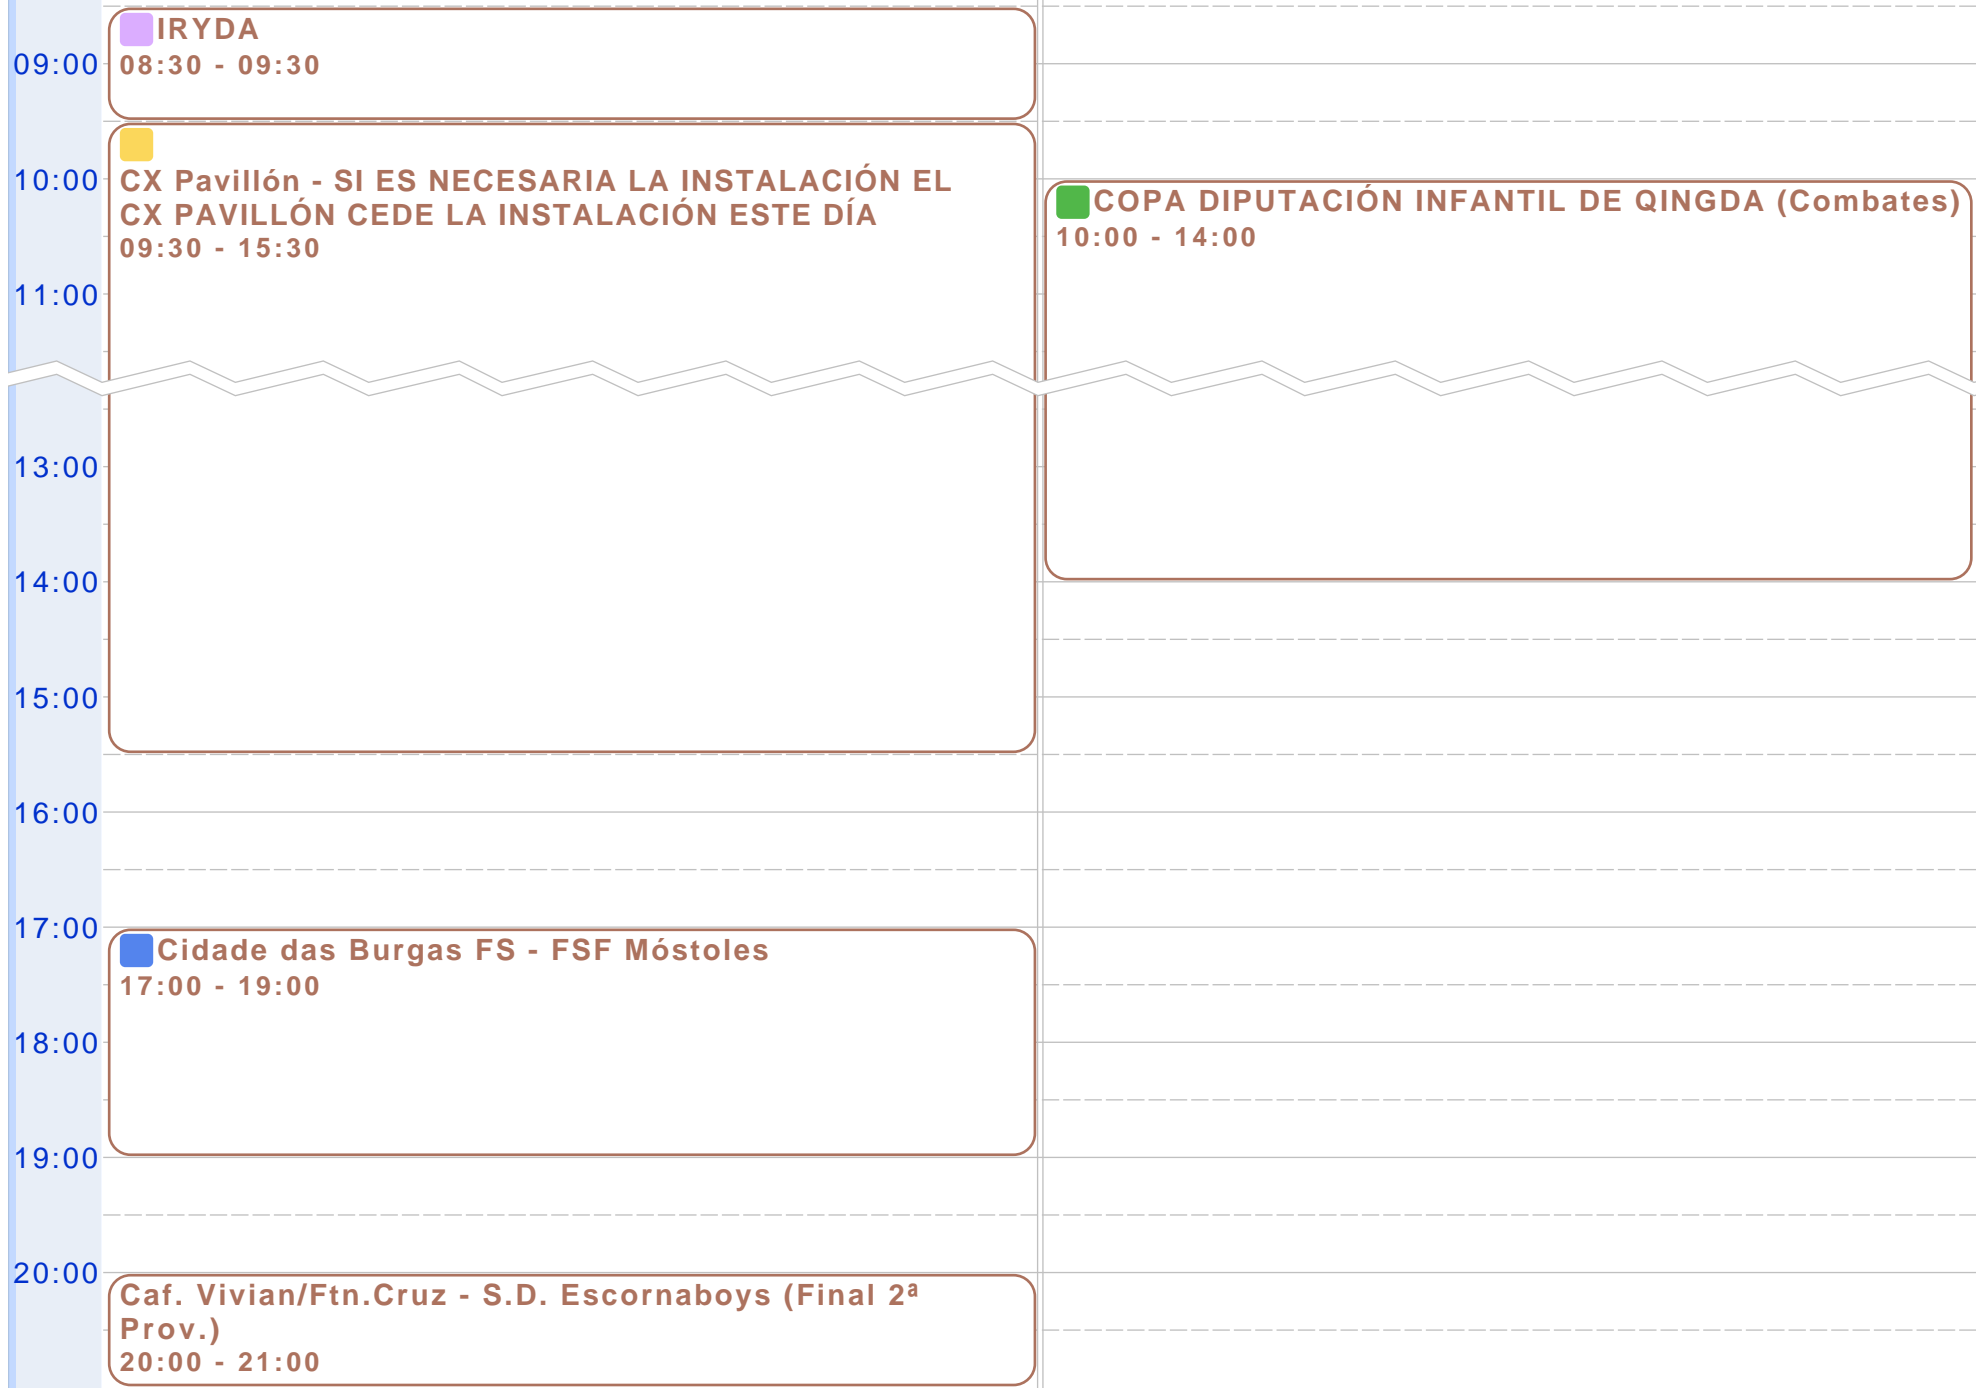 IRYDA
09:00
08:30 - 09:30
10:00
CX Pavillón - SI ES NECESARIA LA INSTALACIÓN EL
CX PAVILLÓN CEDE LA INSTALACIÓN ESTE DÍA
09:30 - 15:30
COPA DIPUTACIÓN INFANTIL DE QINGDA (Combates)
10:00 - 14:00
11:00
13:00
14:00
15:00
16:00
17:00
Cidade das Burgas FS - FSF Móstoles
17:00 - 19:00
18:00
19:00
20:00
Caf. Vivian/Ftn.Cruz - S.D. Escornaboys (Final 2ª
Prov.)
20:00 - 21:00